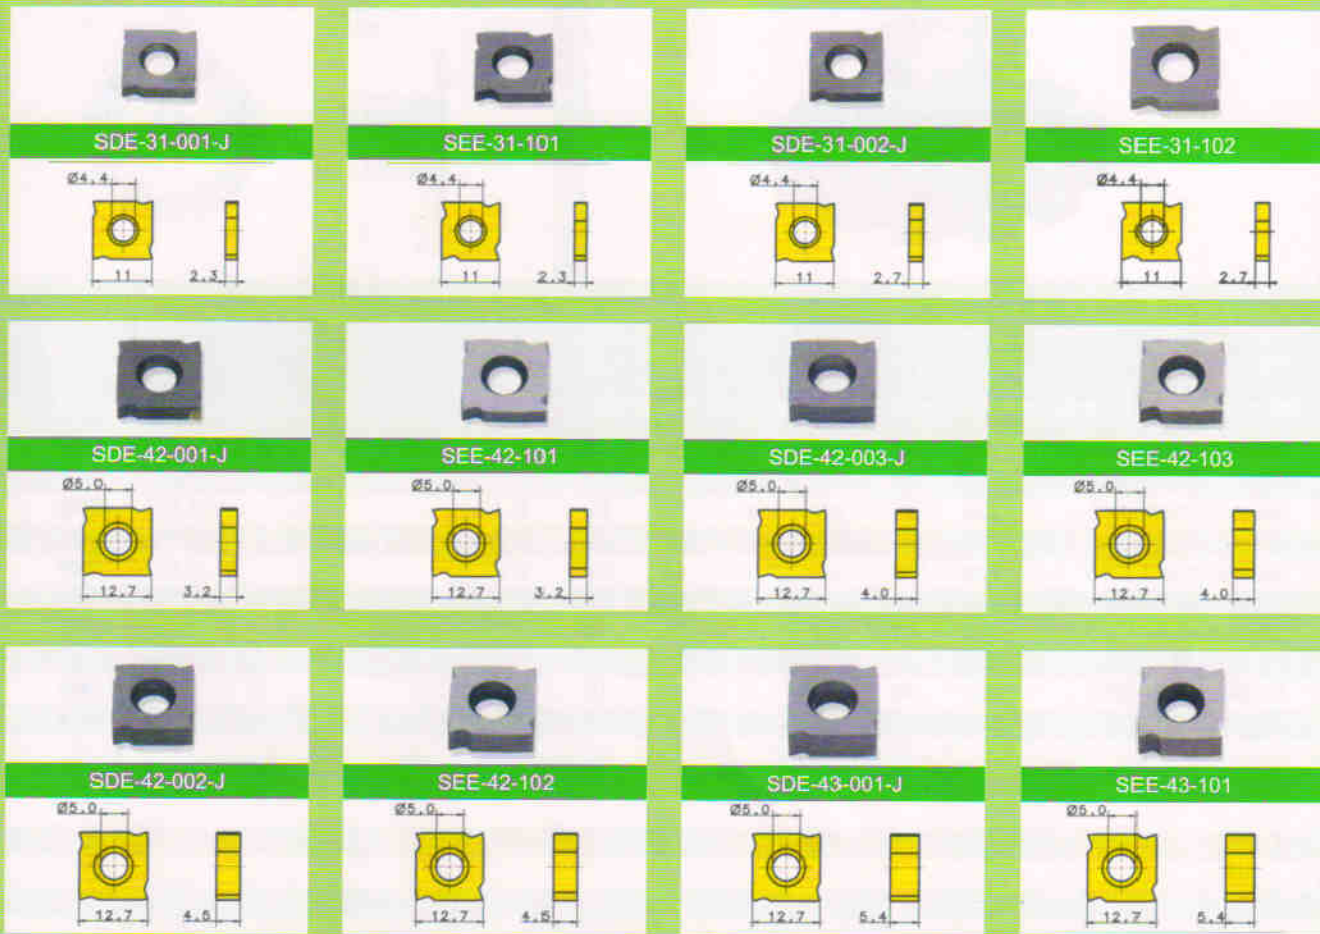 SDE-31-001-J SEE-31-101 SDE-31-002-J SEE-31-102
Ø4.4 Ø4.4 Ø4.4 Ø4.4
11 2.3 11 2.3 11 2.7 11 2.7
SDE-42-001-J SEE-42-101 SDE-42-003-J SEE-42-103
Ø5.0 Ø5.0 Ø5.0 Ø5.0
12.7 3.2 12.7 3.2 12.7 4.0 12.7 4.0
SDE-42-002-J SEE-42-102 SDE-43-001-J SEE-43-101
Ø5.0 Ø5.0 Ø5.0 Ø5.0
12.7 4.5 12.7 4.5 12.7 5.4 12.7 5.4